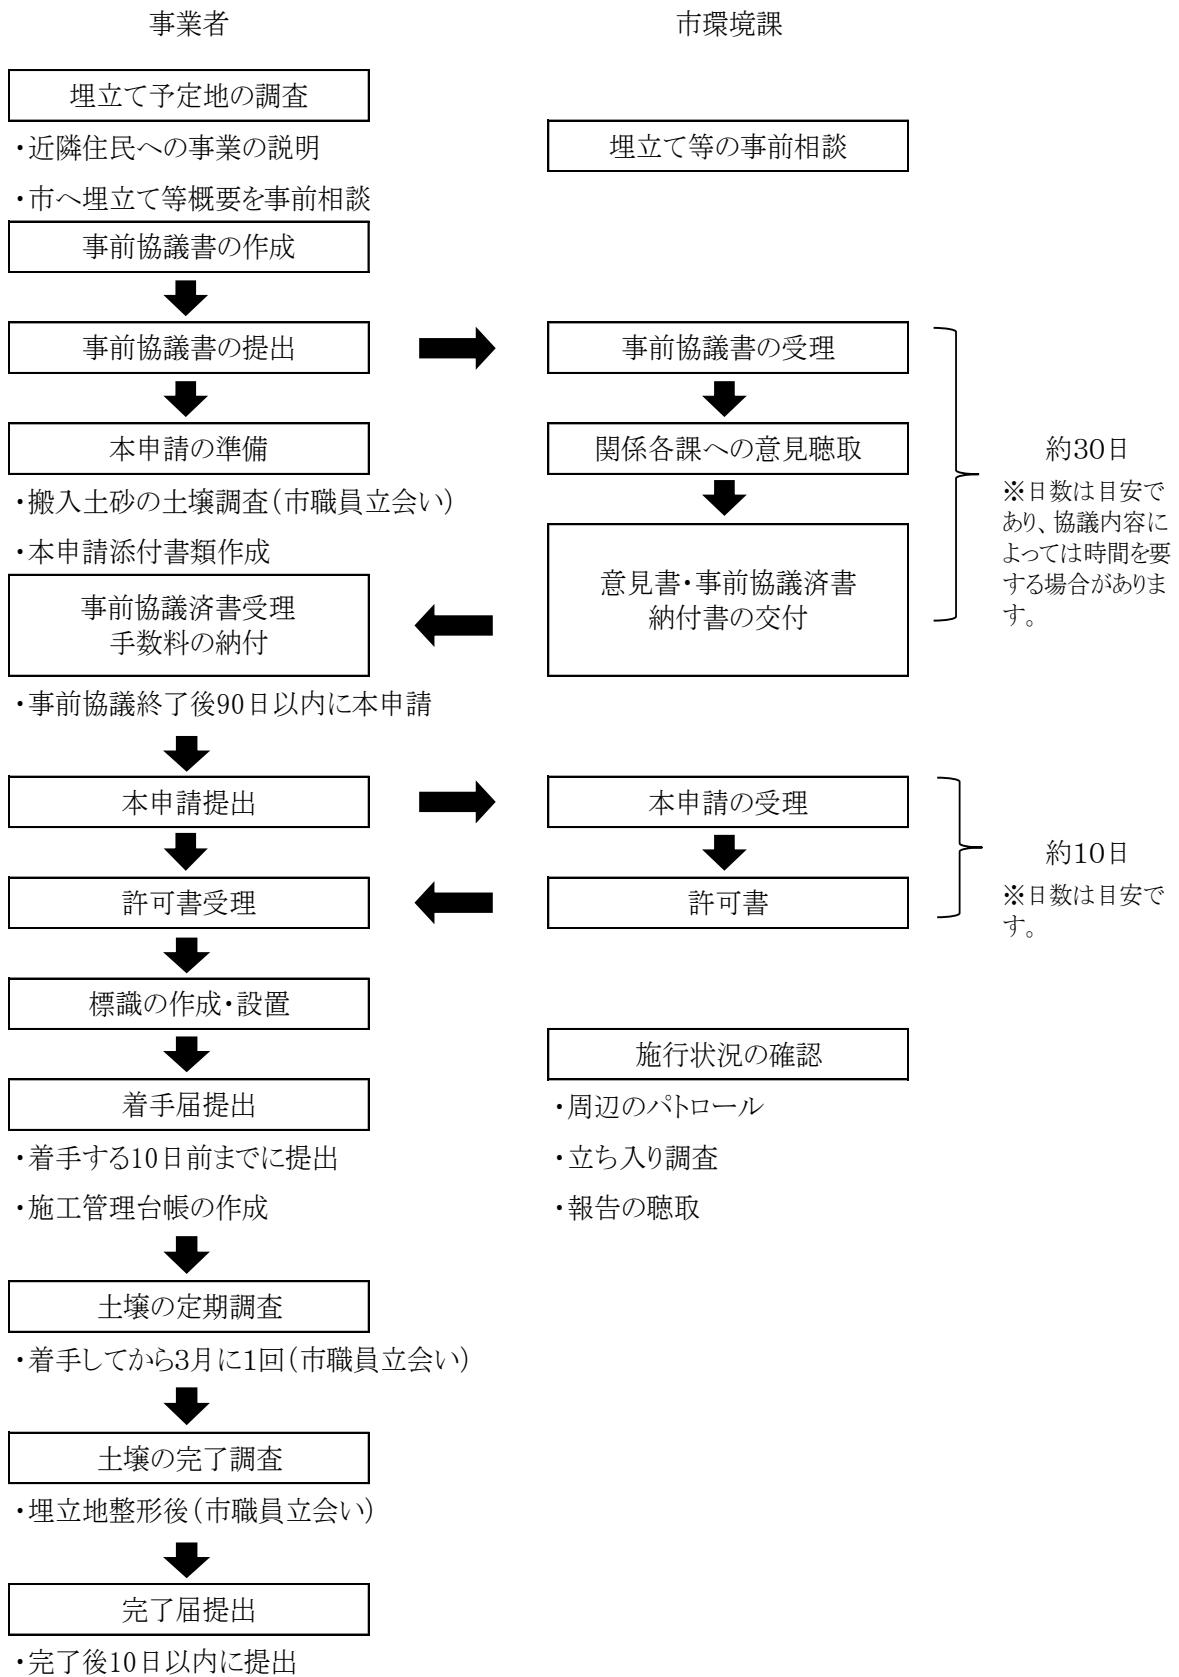 事業者
市環境課
埋立て予定地の調査
・近隣住民への事業の説明
埋立て等の事前相談
・市へ埋立て等概要を事前相談
事前協議書の作成
事前協議書の提出
事前協議書の受理
本申請の準備
関係各課への意見聴取
約30日
※日数は目安で
あり、協議内容に
よっては時間を要
する場合がありま
す。
・搬入土砂の土壌調査（市職員立会い）
・本申請添付書類作成
事前協議済書受理
手数料の納付
意見書・事前協議済書
納付書の交付
・事前協議終了後90日以内に本申請
本申請提出
本申請の受理
約10日
※日数は目安で
す。
許可書受理
許可書
標識の作成・設置
施行状況の確認
着手届提出
・周辺のパトロール
・着手する10日前までに提出
・立ち入り調査
・施工管理台帳の作成
・報告の聴取
土壌の定期調査
・着手してから3月に1回（市職員立会い）
土壌の完了調査
・埋立地整形後（市職員立会い）
完了届提出
・完了後10日以内に提出